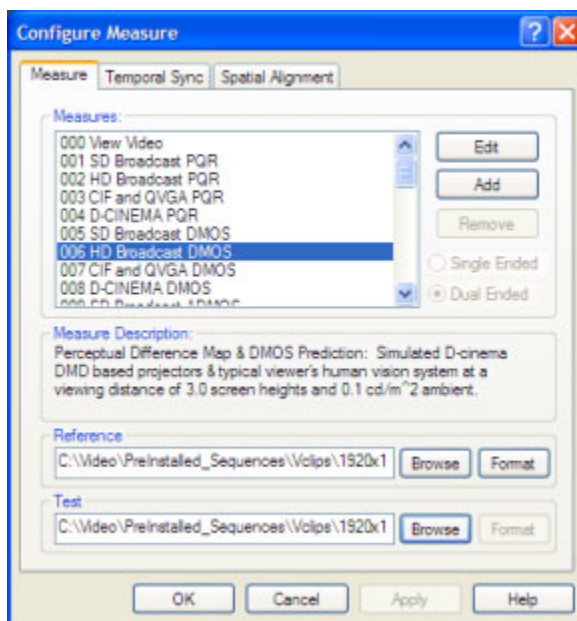 Configure Measure
Measure Temporal Sync Spatial Alignment
Measures:
000 View Video
001 SD Broadcast PQR
002 HD Broadcast PQR
003 CIF and QVGA PQR
004 D-CINEMA PQR
005 SD Broadcast DMOS
006 HD Broadcast DMOS
007 CIF and QVGA DMOS
008 D-CINEMA DMOS
009 SD Broadcast ADMOS
Edit
Add
Remove
Single Ended
Dual Ended
Measure Description:
Perceptual Difference Map & DMOS Prediction: Simulated D-cinema
DMD based projectors & typical viewer's human vision system at a
viewing distance of 3.0 screen heights and 0.1 cd/m^2 ambient.
Reference
C:\Video\PreInstalled_Sequences\Vclips\1920x1 Browse Format
Test
C:\Video\PreInstalled_Sequences\Vclips\1920x1 Browse Format
OK Cancel Apply Help